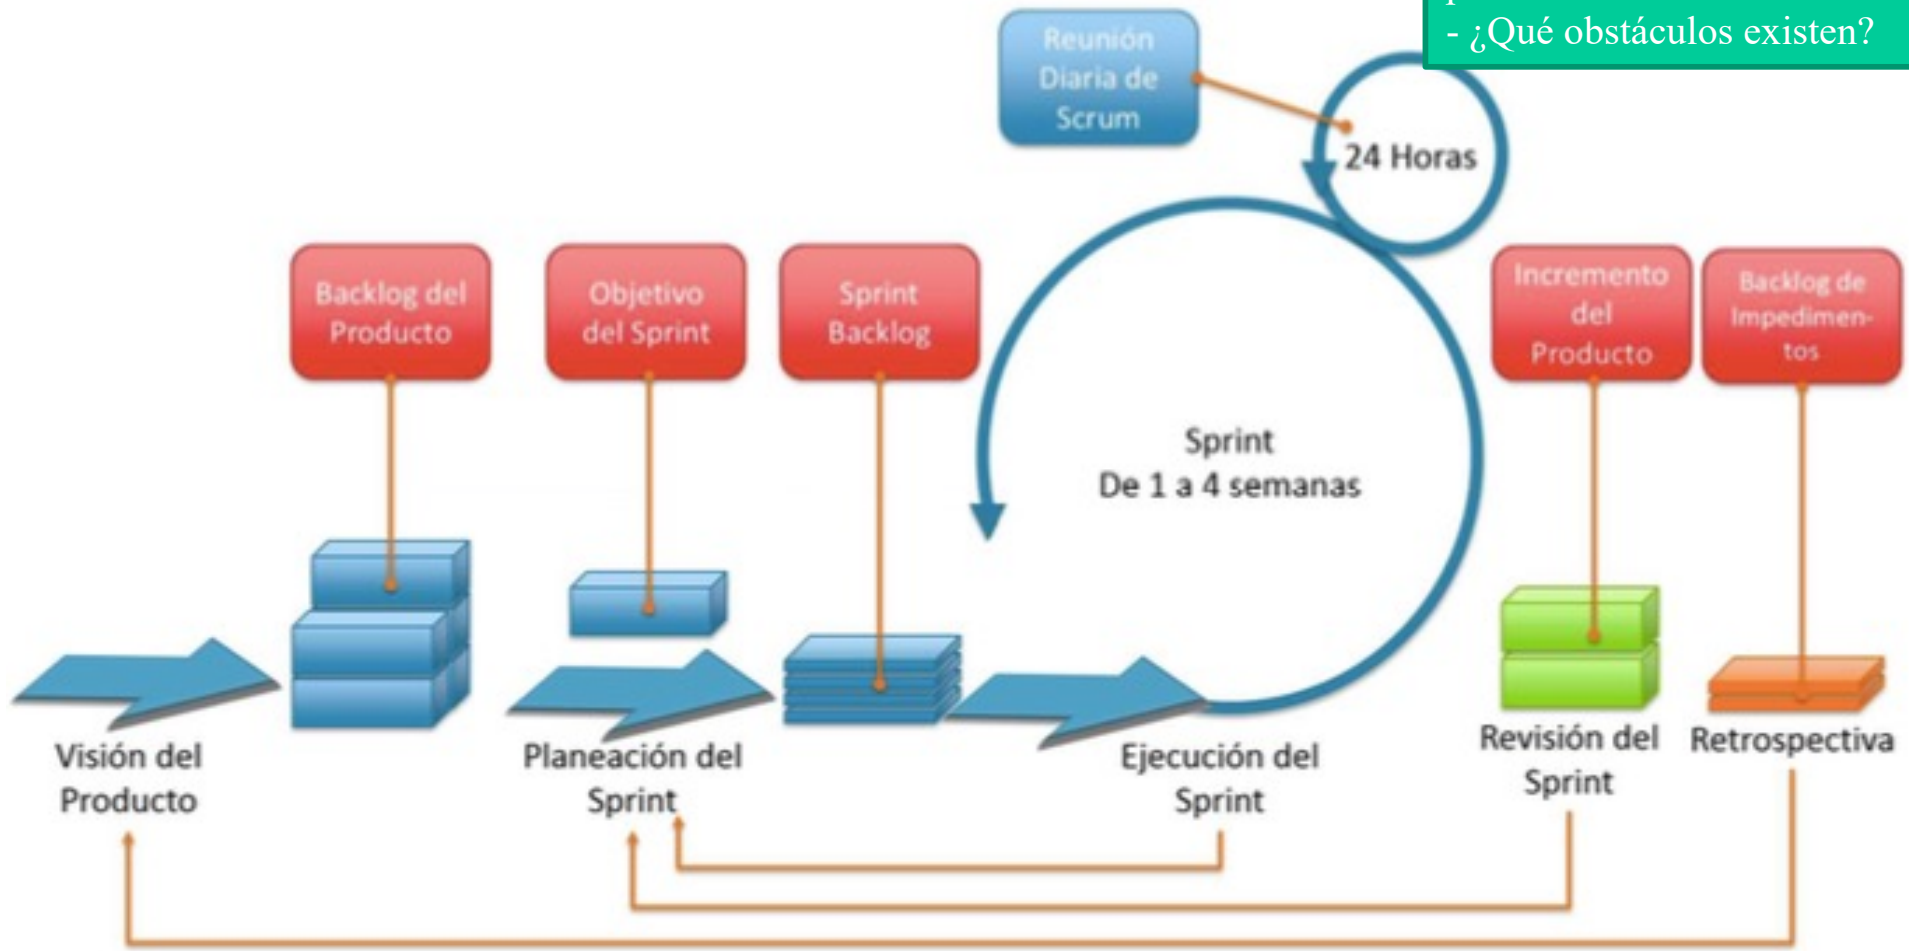 - ¿Qué obstáculos existen?
Reunión
Diaria de
Scrum
24 Horas
Backlog del
Producto
Objetivo
del Sprint
Sprint
Backlog
Incremento
del
Producto
Backlog de
Impedimen-
tos
Sprint
De 1 a 4 semanas
Visión del
Producto
Planeación del
Sprint
Ejecución del
Sprint
Revisión del
Sprint
Retrospectiva